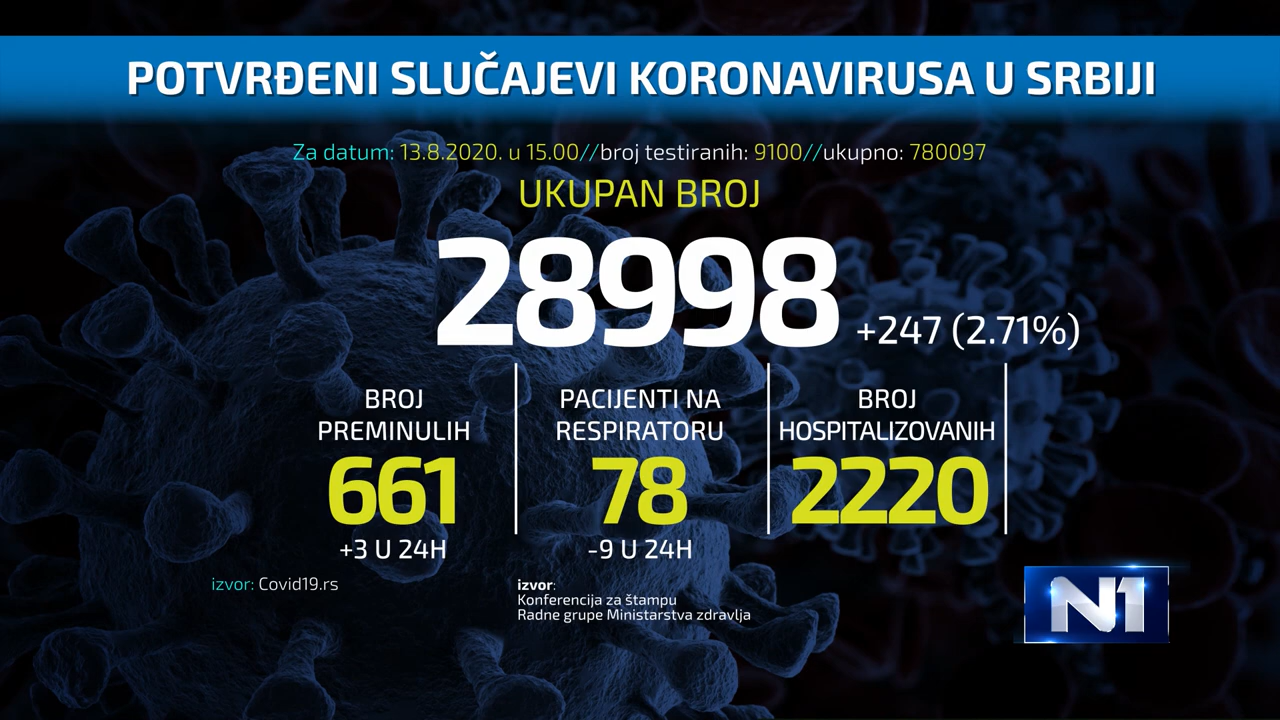 POTVRĐENI SLUČAJEVI KORONAVIRUSA U SRBIJI
Za datum: 13.8.2020. u 15.00//broj testiranih: 9100//ukupno: 780097
UKUPAN BROJ
28998 +247 (2.71%)
BROJ
PREMINULIH
661
+3 U 24H
PACIJENTI NA
RESPIRATORU
78
-9 U 24H
BROJ
HOSPITALIZOVANIH
2220
izvor: Covid19.rs
izvor:
Konferencija za štampu
Radne grupe Ministarstva zdravlja
N1